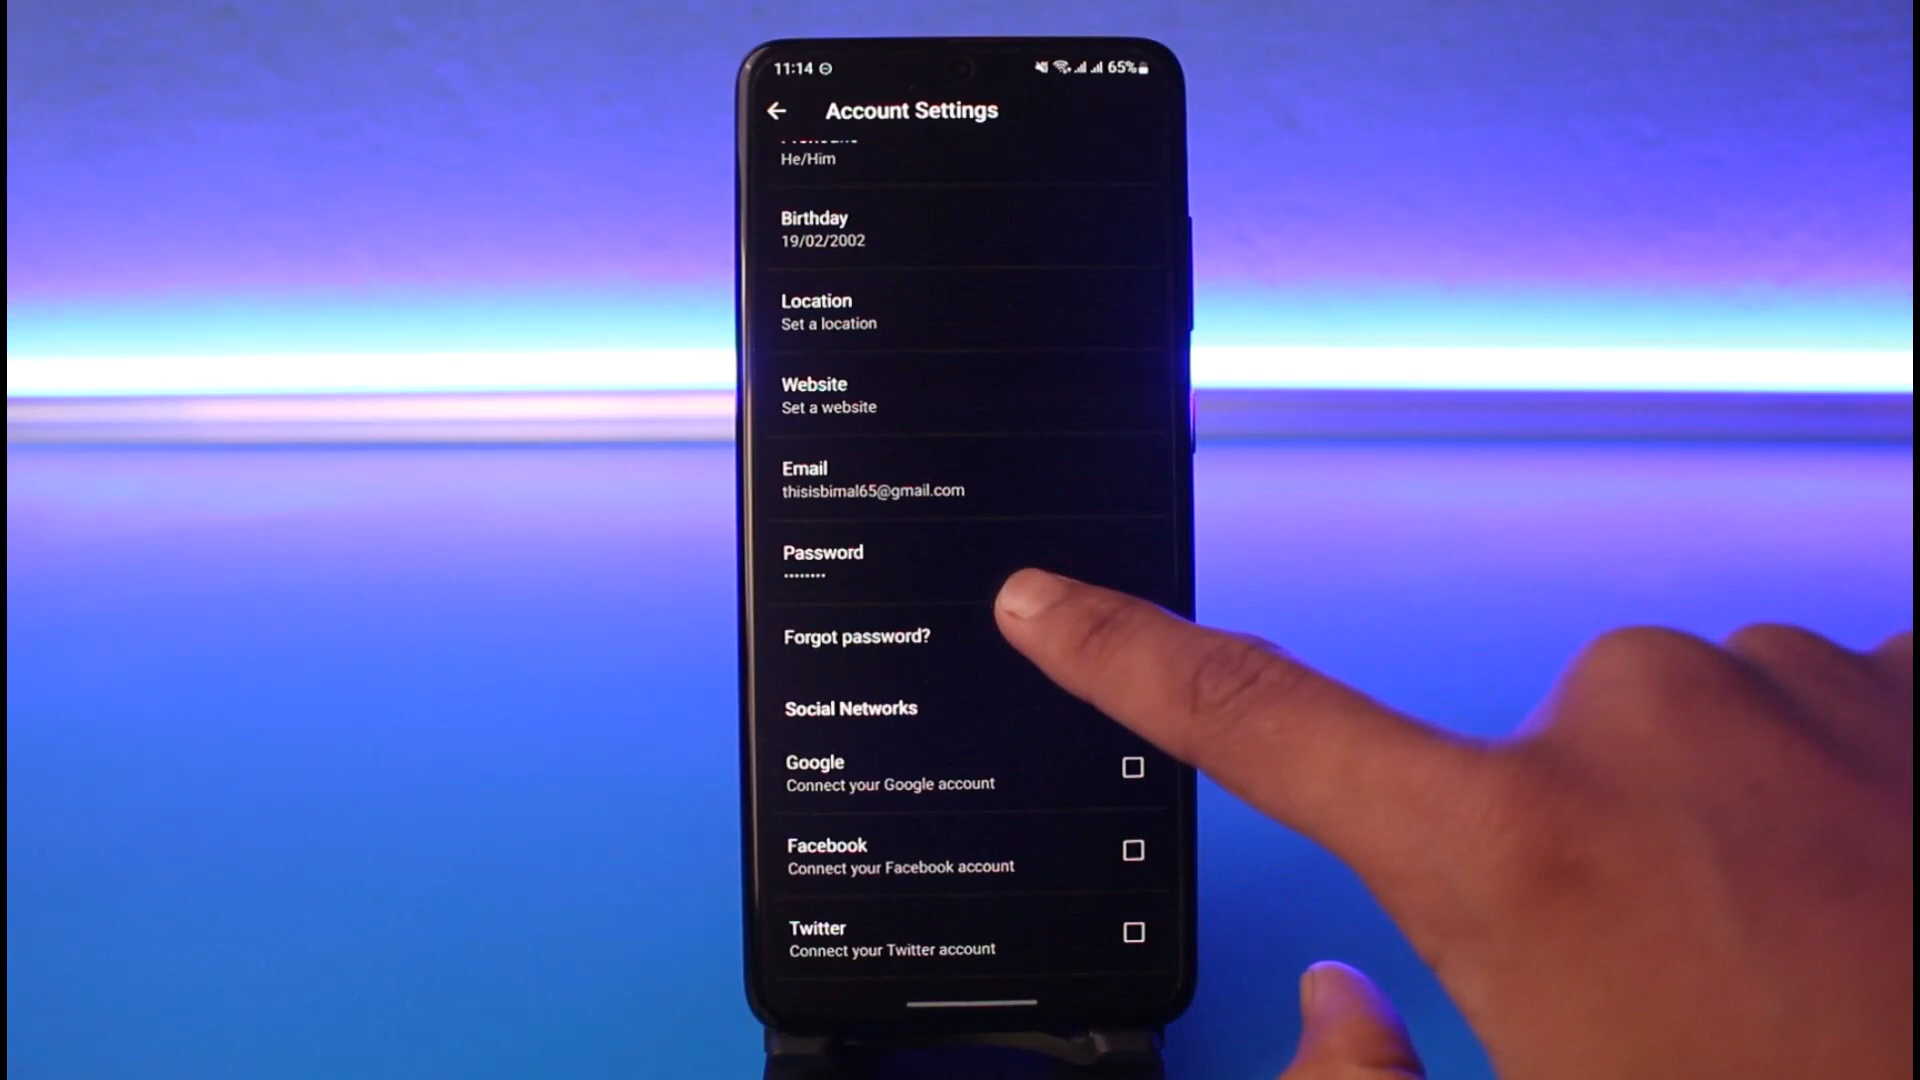 11:14
65%
Account Settings
He/Him
Birthday
19/02/2002
Location
Set a location
Website
Set a website
Email
thisisbimal65@gmail.com
Password
••••••••
Forgot password?
Social Networks
Google
Connect your Google account
Facebook
Connect your Facebook account
Twitter
Connect your Twitter account